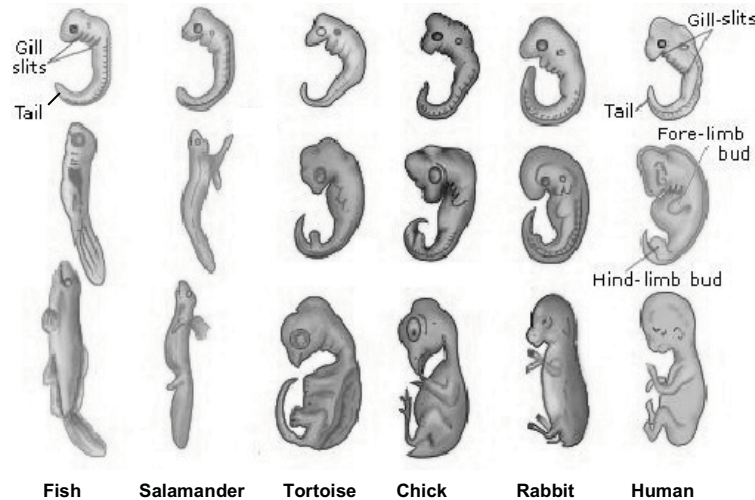 Gill
slits
Tail
Gill-slits
Tail
Fore-limb
bud
Hind-limb bud
Fish Salamander Tortoise Chick Rabbit Human